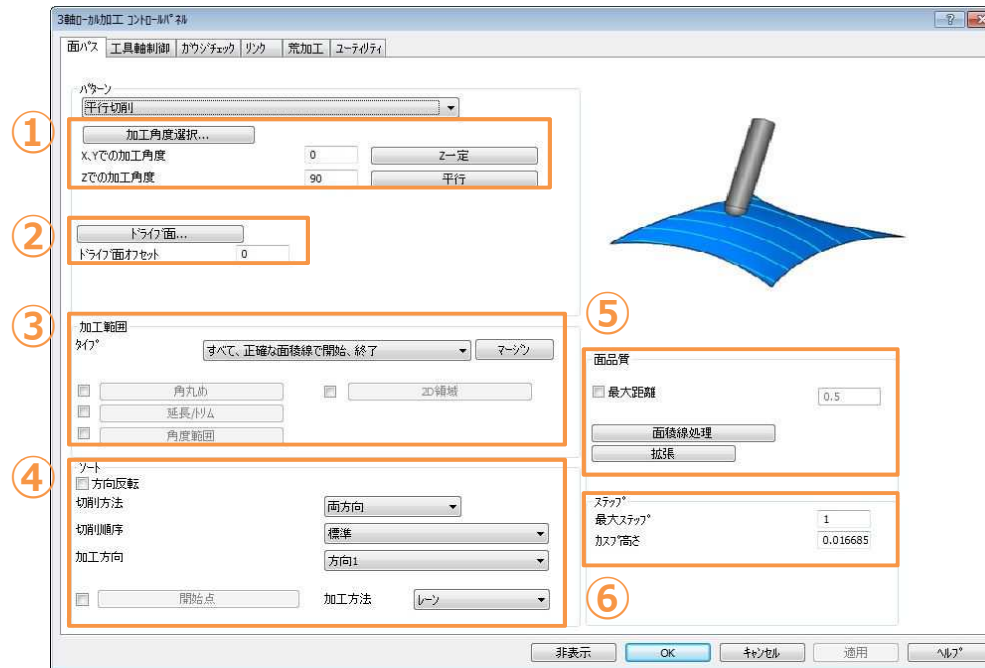 3軸ﾛｰｶﾙ加工 ｺﾝﾄﾛｰﾙﾊﾟﾈﾙ
面ﾊﾟｽ 工具軸制御 ｶﾞｳｼﾞﾁｪｯｸ ﾘﾝｸ 荒加工 ﾕｰﾃｨﾘﾃｨ
ﾊﾟﾀｰﾝ
平行切削
①
加工角度選択...
X、Yでの加工角度 0 Z一定
Zでの加工角度 90 平行
②
ﾄﾞﾗｲﾌﾞ面...
ﾄﾞﾗｲﾌﾞ面ｵﾌｾｯﾄ 0
③
加工範囲
ﾀｲﾌﾟ すべて、正確な面稜線で開始、終了 ﾏｰｼﾞﾝ
角丸め 2D領域
延長/ﾄﾘﾑ
角度範囲
④
ｿｰﾄ
方向反転
切削方法 両方向
切削順序 標準
加工方向 方向1
開始点 加工方法 ﾚｰﾝ
⑤
面品質
最大距離 0.5
面稜線処理
拡張
ｽﾃｯﾌﾟ
最大ｽﾃｯﾌﾟ 1
ｶｽﾌﾟ高さ 0.016685
⑥
非表示 OK ｷｬﾝｾﾙ 適用 ﾍﾙﾌﾟ